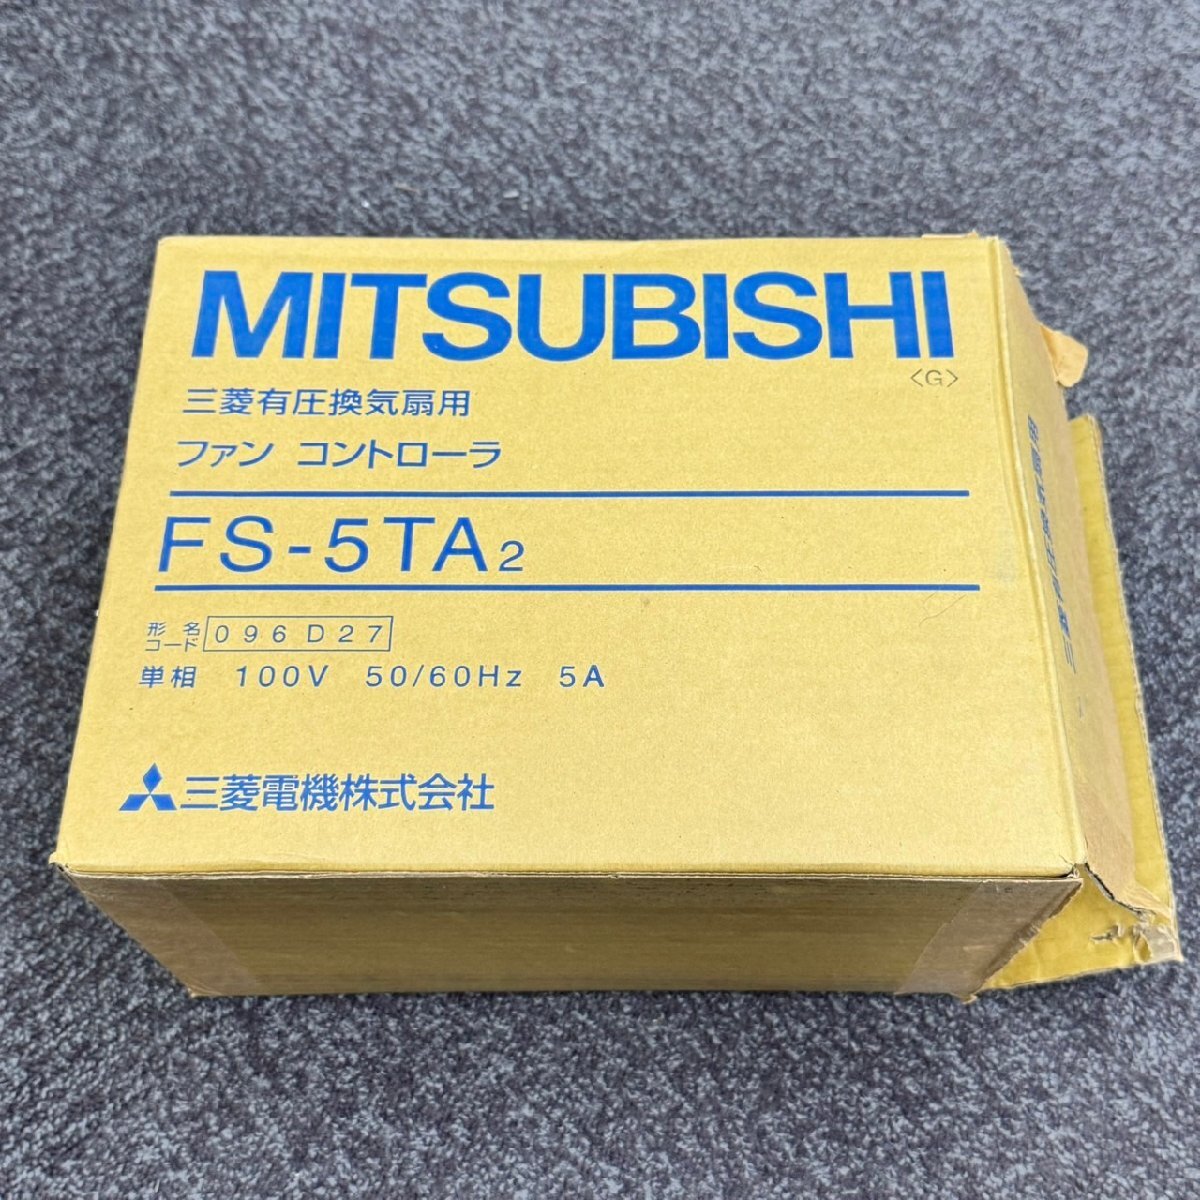 MITSUBISHI
〈G〉
三菱有圧換気扇用
ファン コントローラ
FS-5TA2
形名
コード 096D27
単相 100V 50/60Hz 5A
三菱電機株式会社